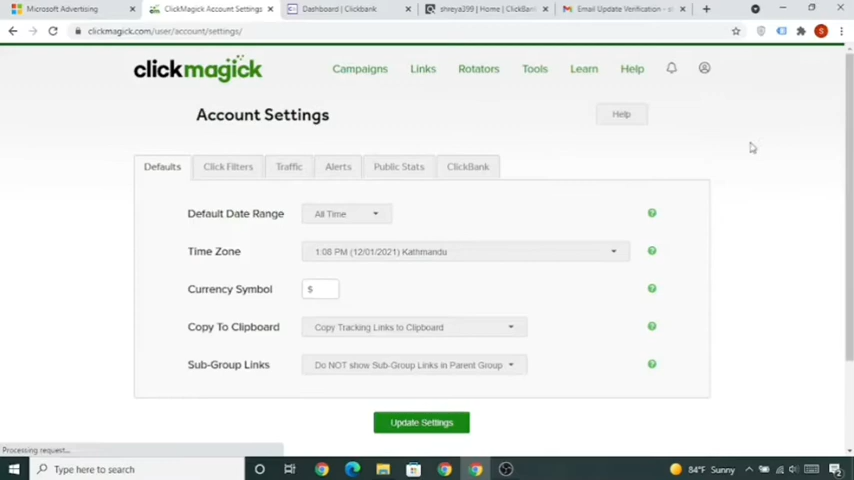 Microsoft Advertising
ClickMagick Account Settings
Dashboard | Clickbank
shreya299 | Home | ClickBan
Email Update Verification - s
clickmagick.com/user/account/settings/
clickmagick
Campaigns
Links
Rotators
Tools
Learn
Help
Account Settings
Help
Defaults
Click Filters
Traffic
Alerts
Public Stats
ClickBank
Default Date Range
All Time
Time Zone
1:08 PM (12/01/2021) Kathmandu
Currency Symbol
$
Copy To Clipboard
Copy Tracking Links to Clipboard
Sub-Group Links
Do NOT show Sub-Group Links in Parent Group
Update Settings
Processing request...
Type here to search
84°F Sunny